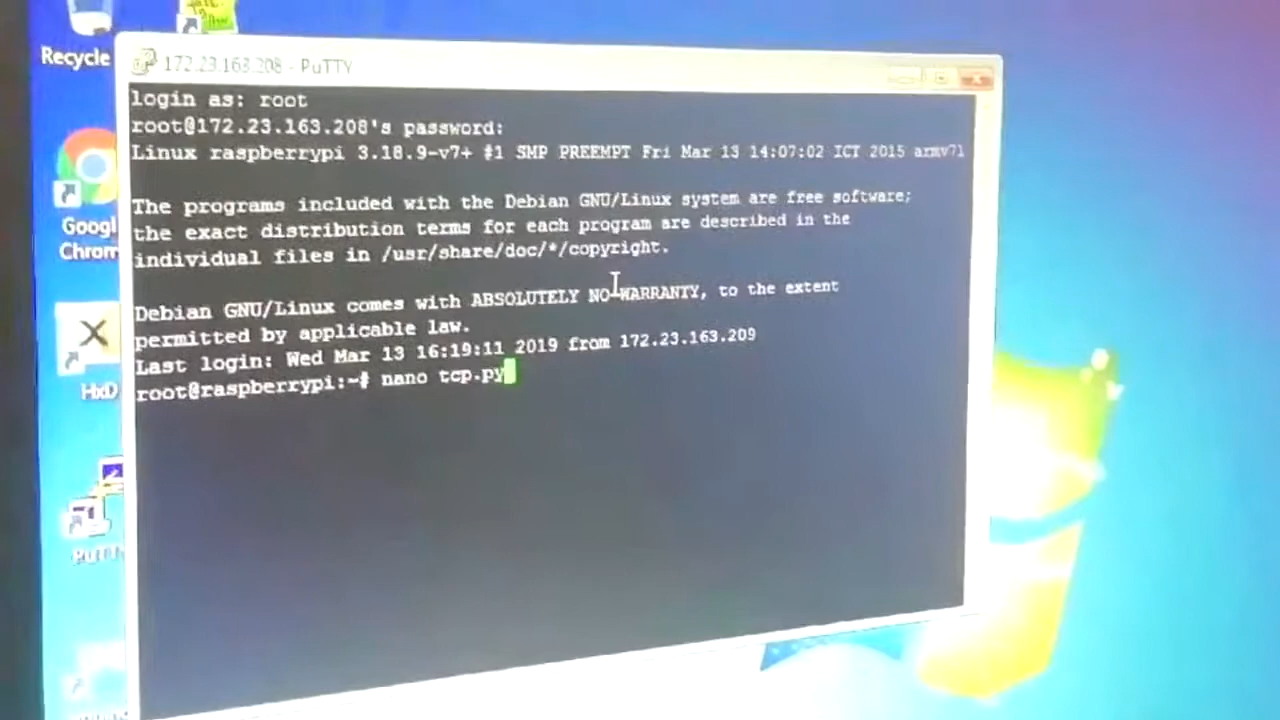 Recycle
172.23.163.208 - PuTTY
login as: root
root@172.23.163.208's password:
Linux raspberrypi 3.18.9-v7+ #1 SMP PREEMPT Fri Mar 13 14:07:02 ICT 2015 armv7l
The programs included with the Debian GNU/Linux system are free software;
the exact distribution terms for each program are described in the
individual files in /usr/share/doc/*/copyright.
Debian GNU/Linux comes with ABSOLUTELY NO WARRANTY, to the extent
permitted by applicable law.
Last login: Wed Mar 13 16:19:11 2019 from 172.23.163.209
root@raspberrypi:~# nano tcp.py
Googl
Chrom
HxD
PuTT